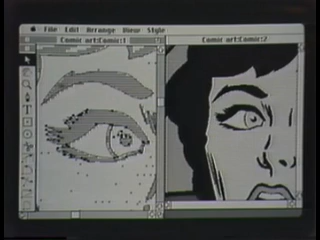 File Edit Arrange View Style
Comic art:Comic:1
Comic art:Comic:2
T